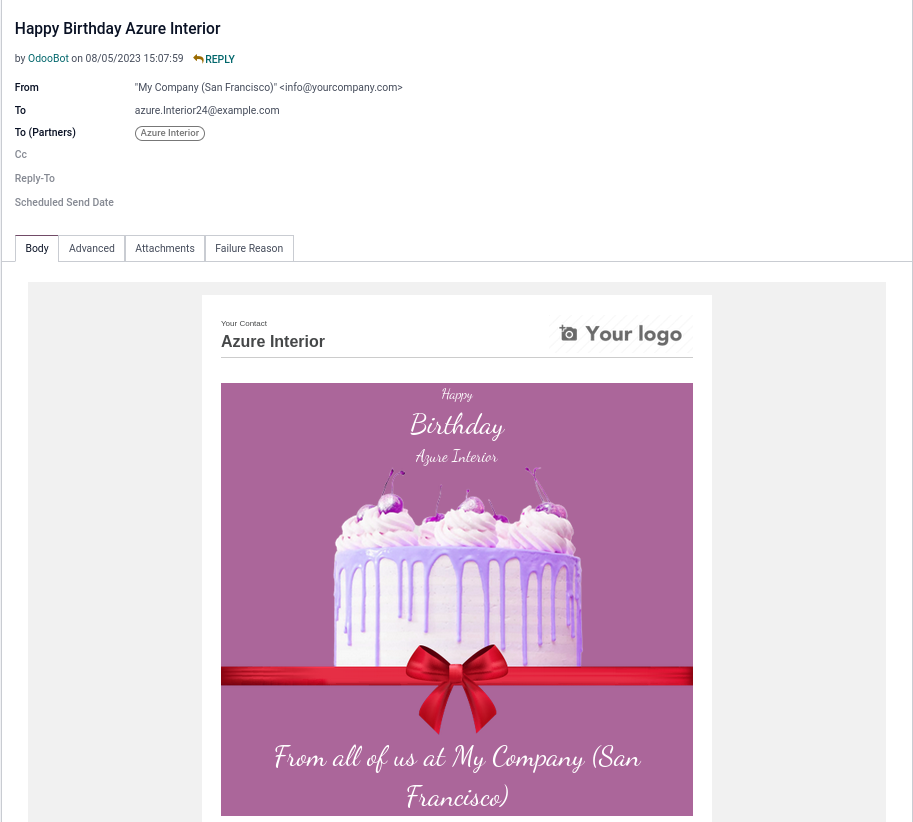 Happy Birthday Azure Interior
by OdooBot on 08/05/2023 15:07:59 REPLY
From "My Company (San Francisco)" <info@yourcompany.com>
To azure.Interior24@example.com
To (Partners) Azure Interior
Cc
Reply-To
Scheduled Send Date
Body Advanced Attachments Failure Reason
Your Contact
Azure Interior
Your logo
Happy
Birthday
Azure Interior
From all of us at My Company (San
Francisco)